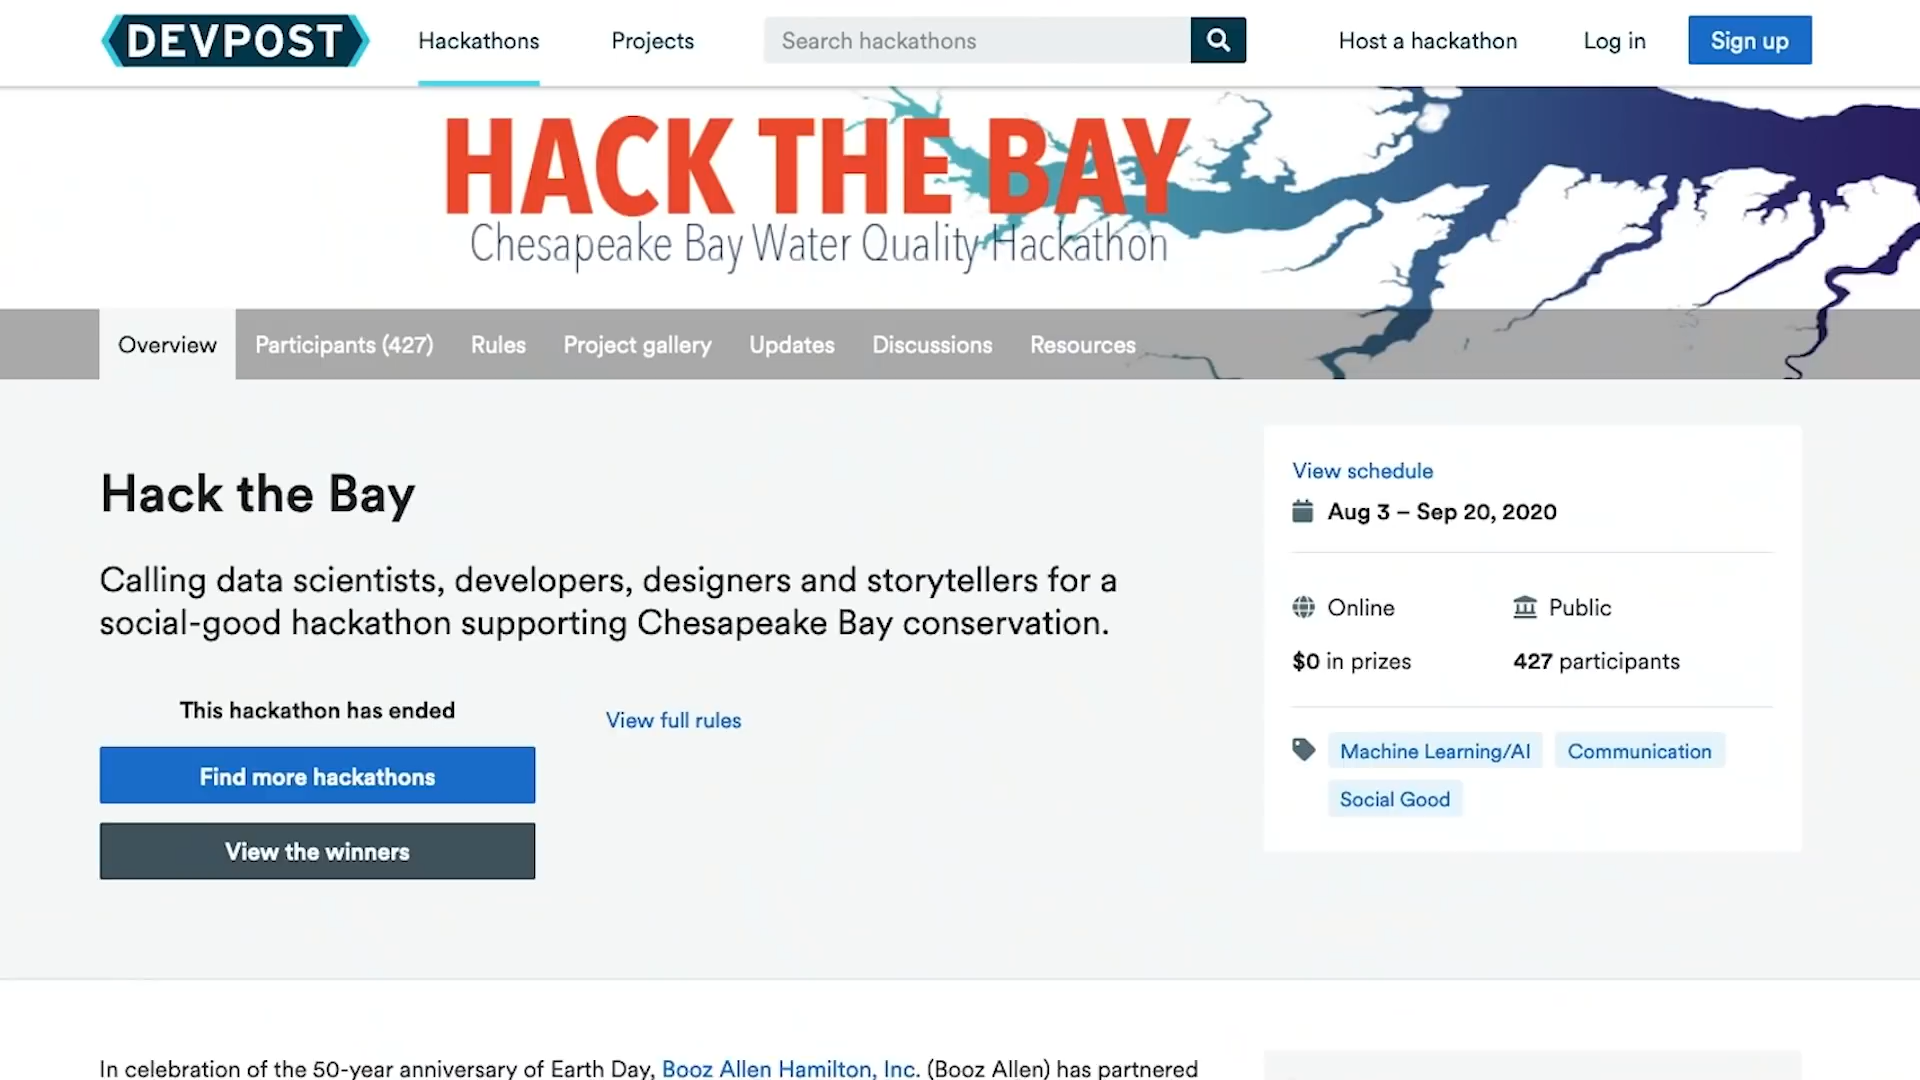 DEVPOST
Hackathons
Projects
Search hackathons
Host a hackathon
Log in
Sign up
HACK THE BAY
Chesapeake Bay Water Quality Hackathon
Overview
Participants (427)
Rules
Project gallery
Updates
Discussions
Resources
Hack the Bay
Calling data scientists, developers, designers and storytellers for a
social-good hackathon supporting Chesapeake Bay conservation.
This hackathon has ended
View full rules
Find more hackathons
View the winners
View schedule
Aug 3 – Sep 20, 2020
Online
Public
$0 in prizes
427 participants
Machine Learning/AI
Communication
Social Good
In celebration of the 50-year anniversary of Earth Day, Booz Allen Hamilton, Inc. (Booz Allen) has partnered